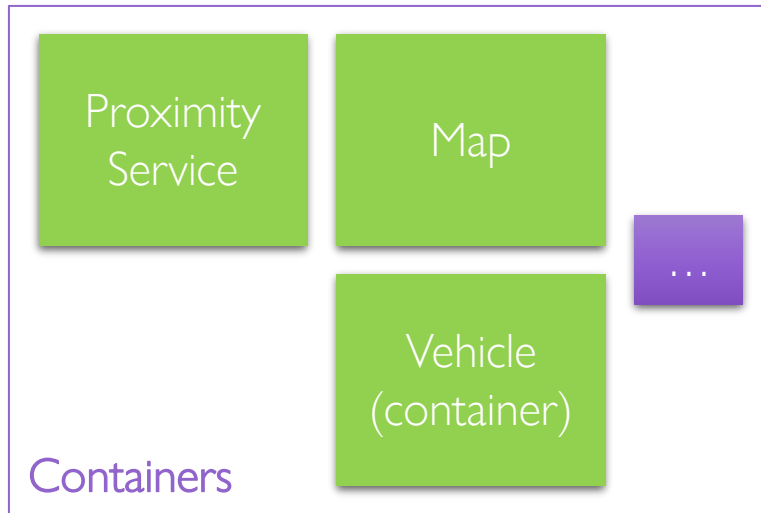 Proximity
Service
Map
...
Vehicle
(container)
Containers